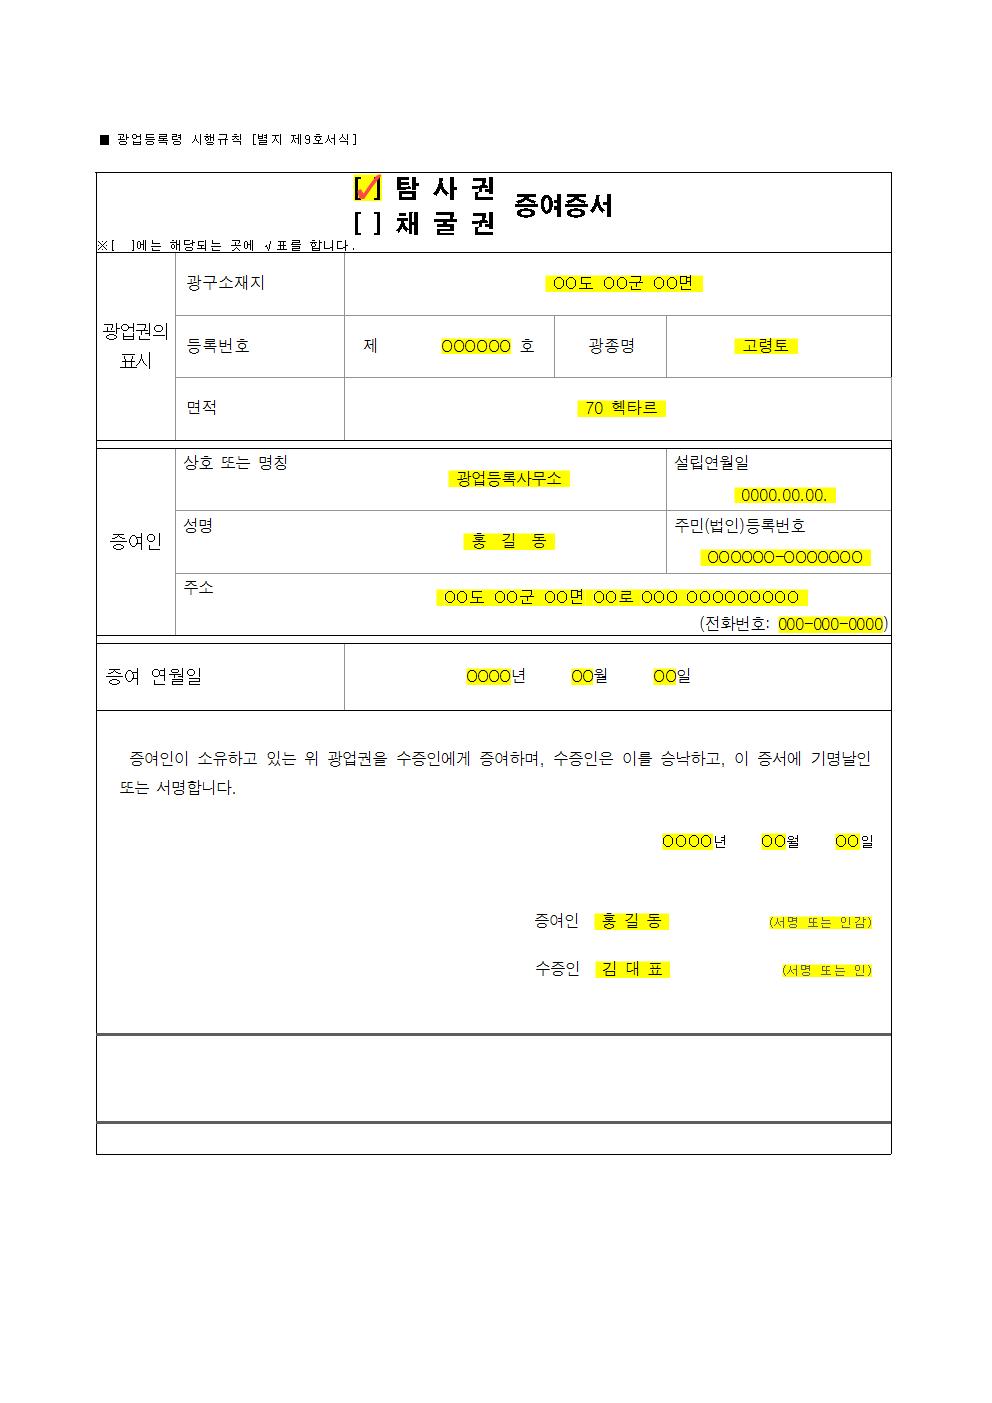 ■ 광업등록령 시행규칙 [별지 제9호서식]
[✓] 탐 사 권
[ ] 채 굴 권
증여증서
※[ ]에는 해당되는 곳에 √표를 합니다.
광업권의 표시
광구소재지
OO도 OO군 OO면
등록번호
제 OOOOOO 호
광종명
고령토
면적
70 헥타르
증여인
상호 또는 명칭
광업등록사무소
설립연월일
0000.00.00.
성명
홍 길 동
주민(법인)등록번호
OOOOOO-OOOOOOO
주소
OO도 OO군 OO면 OO로 OOO OOOOOOOOO
(전화번호: 000-000-0000)
증여 연월일
OOOO년 OO월 OO일
증여인이 소유하고 있는 위 광업권을 수증인에게 증여하며, 수증인은 이를 승낙하고, 이 증서에 기명날인
또는 서명합니다.
OOOO년 OO월 OO일
증여인 홍 길 동 (서명 또는 인감)
수증인 김 대 표 (서명 또는 인)